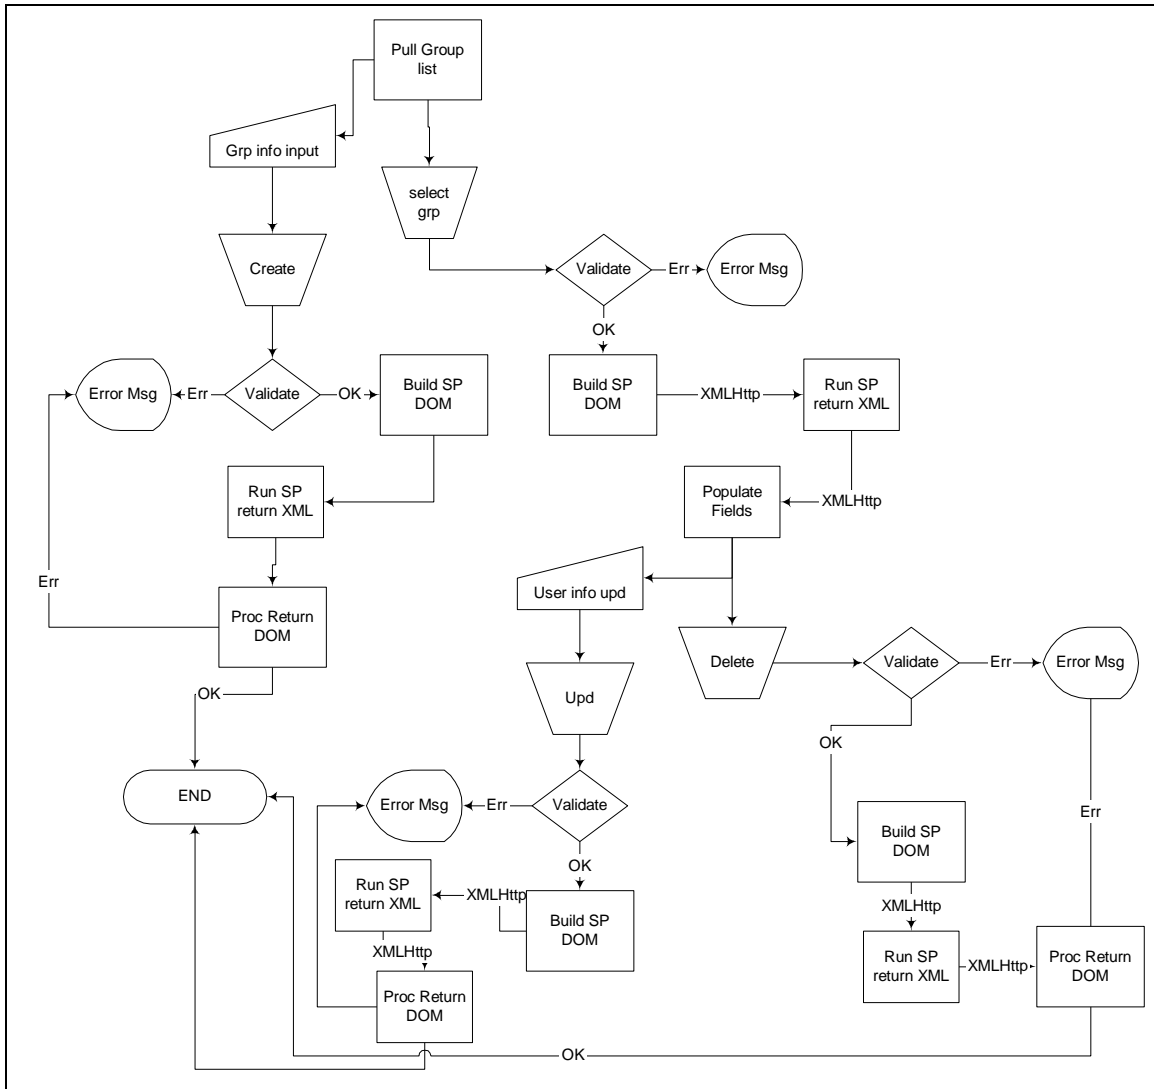 Pull Group
list
Grp info input
select
grp
Create
Validate
Err
Error Msg
OK
Error Msg
Err
Validate
OK
Build SP
DOM
Build SP
DOM
XMLHttp
Run SP
return XML
Run SP
return XML
Populate
Fields
XMLHttp
Err
User info upd
Proc Return
DOM
Delete
Validate
Err
Error Msg
OK
Upd
OK
END
Error Msg
Err
Validate
Err
Build SP
DOM
OK
Run SP
return XML
XMLHttp
Build SP
DOM
XMLHttp
XMLHttp
Run SP
return XML
XMLHttp
Proc Return
DOM
Proc Return
DOM
OK